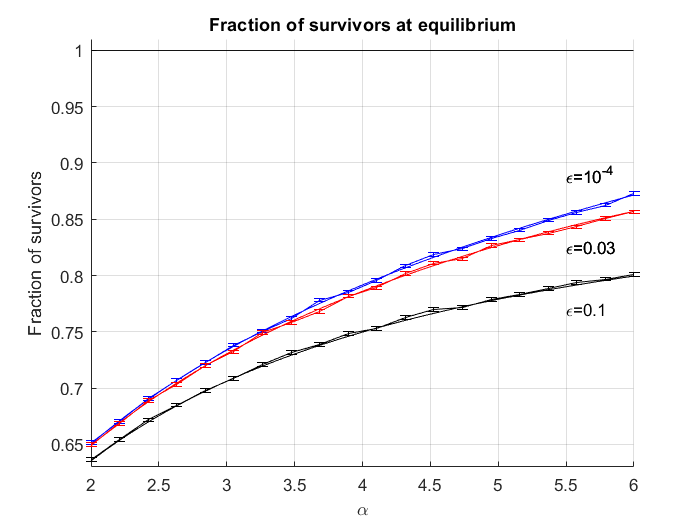 Fraction of survivors at equilibrium
Fraction of survivors
1
0.95
0.9
0.85
0.8
0.75
0.7
0.65
ϵ=10⁻⁴
ϵ=0.03
ϵ=0.1
2 2.5 3 3.5 4 4.5 5 5.5 6
α